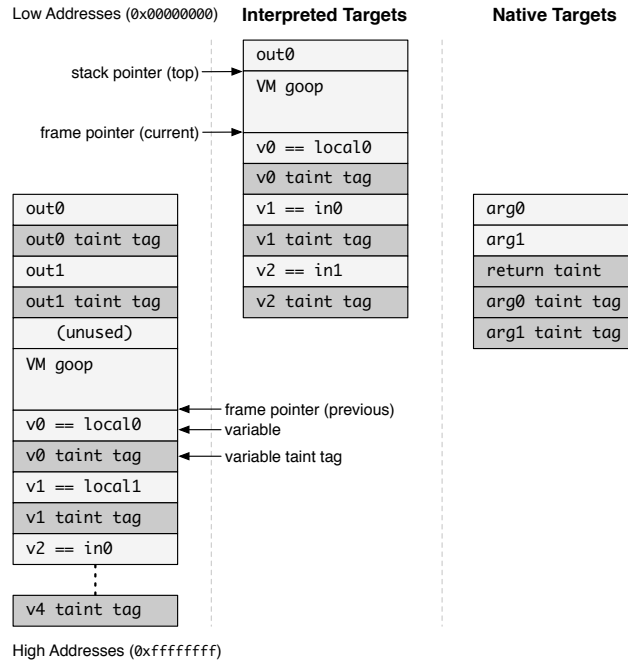 Low Addresses (0x00000000)
Interpreted Targets
Native Targets
out0
stack pointer (top)
VM goop
frame pointer (current)
v0 == local0
v0 taint tag
v1 == in0
v1 taint tag
v2 == in1
v2 taint tag
out0
out0 taint tag
out1
out1 taint tag
(unused)
VM goop
frame pointer (previous)
v0 == local0
variable
v0 taint tag
variable taint tag
v1 == local1
v1 taint tag
v2 == in0
v4 taint tag
arg0
arg1
return taint
arg0 taint tag
arg1 taint tag
High Addresses (0xffffffff)